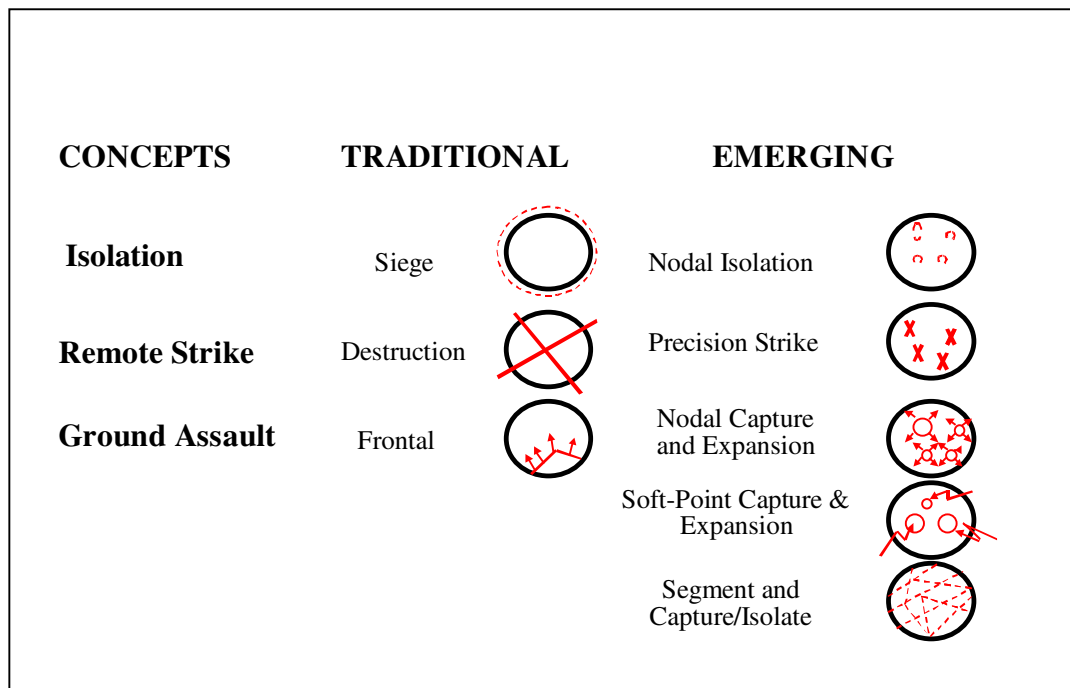 CONCEPTS TRADITIONAL EMERGING
Isolation Siege Nodal Isolation
Remote Strike Destruction Precision Strike
Ground Assault Frontal Nodal Capture
and Expansion
Soft-Point Capture &
Expansion
Segment and
Capture/Isolate